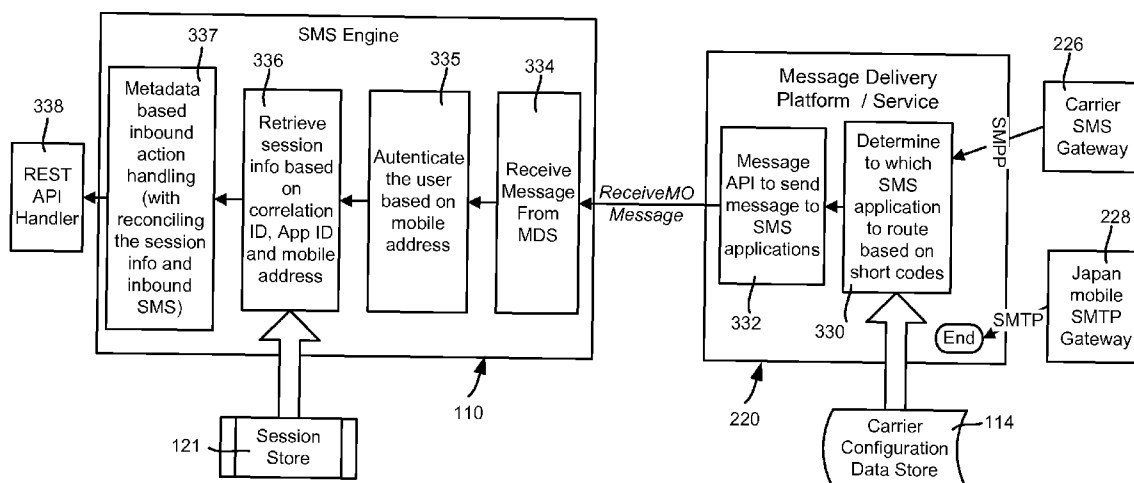 SMS Engine
338
REST
API
Handler
337
Metadata
based
inbound
action
handling
(with
reconciling
the session
info and
inbound
SMS)
336
Retrieve
session
info based
on
correlation
ID, App ID
and mobile
address
335
Autenticate
the user
based on
mobile
address
334
Receive
Message
From
MDS
110
121
Session
Store
ReceiveMO
Message
Message Delivery
Platform / Service
Message
API to send
message to
SMS
applications
332
Determine
to which
SMS
application
to route
based on
short codes
330
SMPP
226
Carrier
SMS
Gateway
228
Japan
mobile
SMTP
Gateway
SMTP
End
220
114
Carrier
Configuration
Data Store